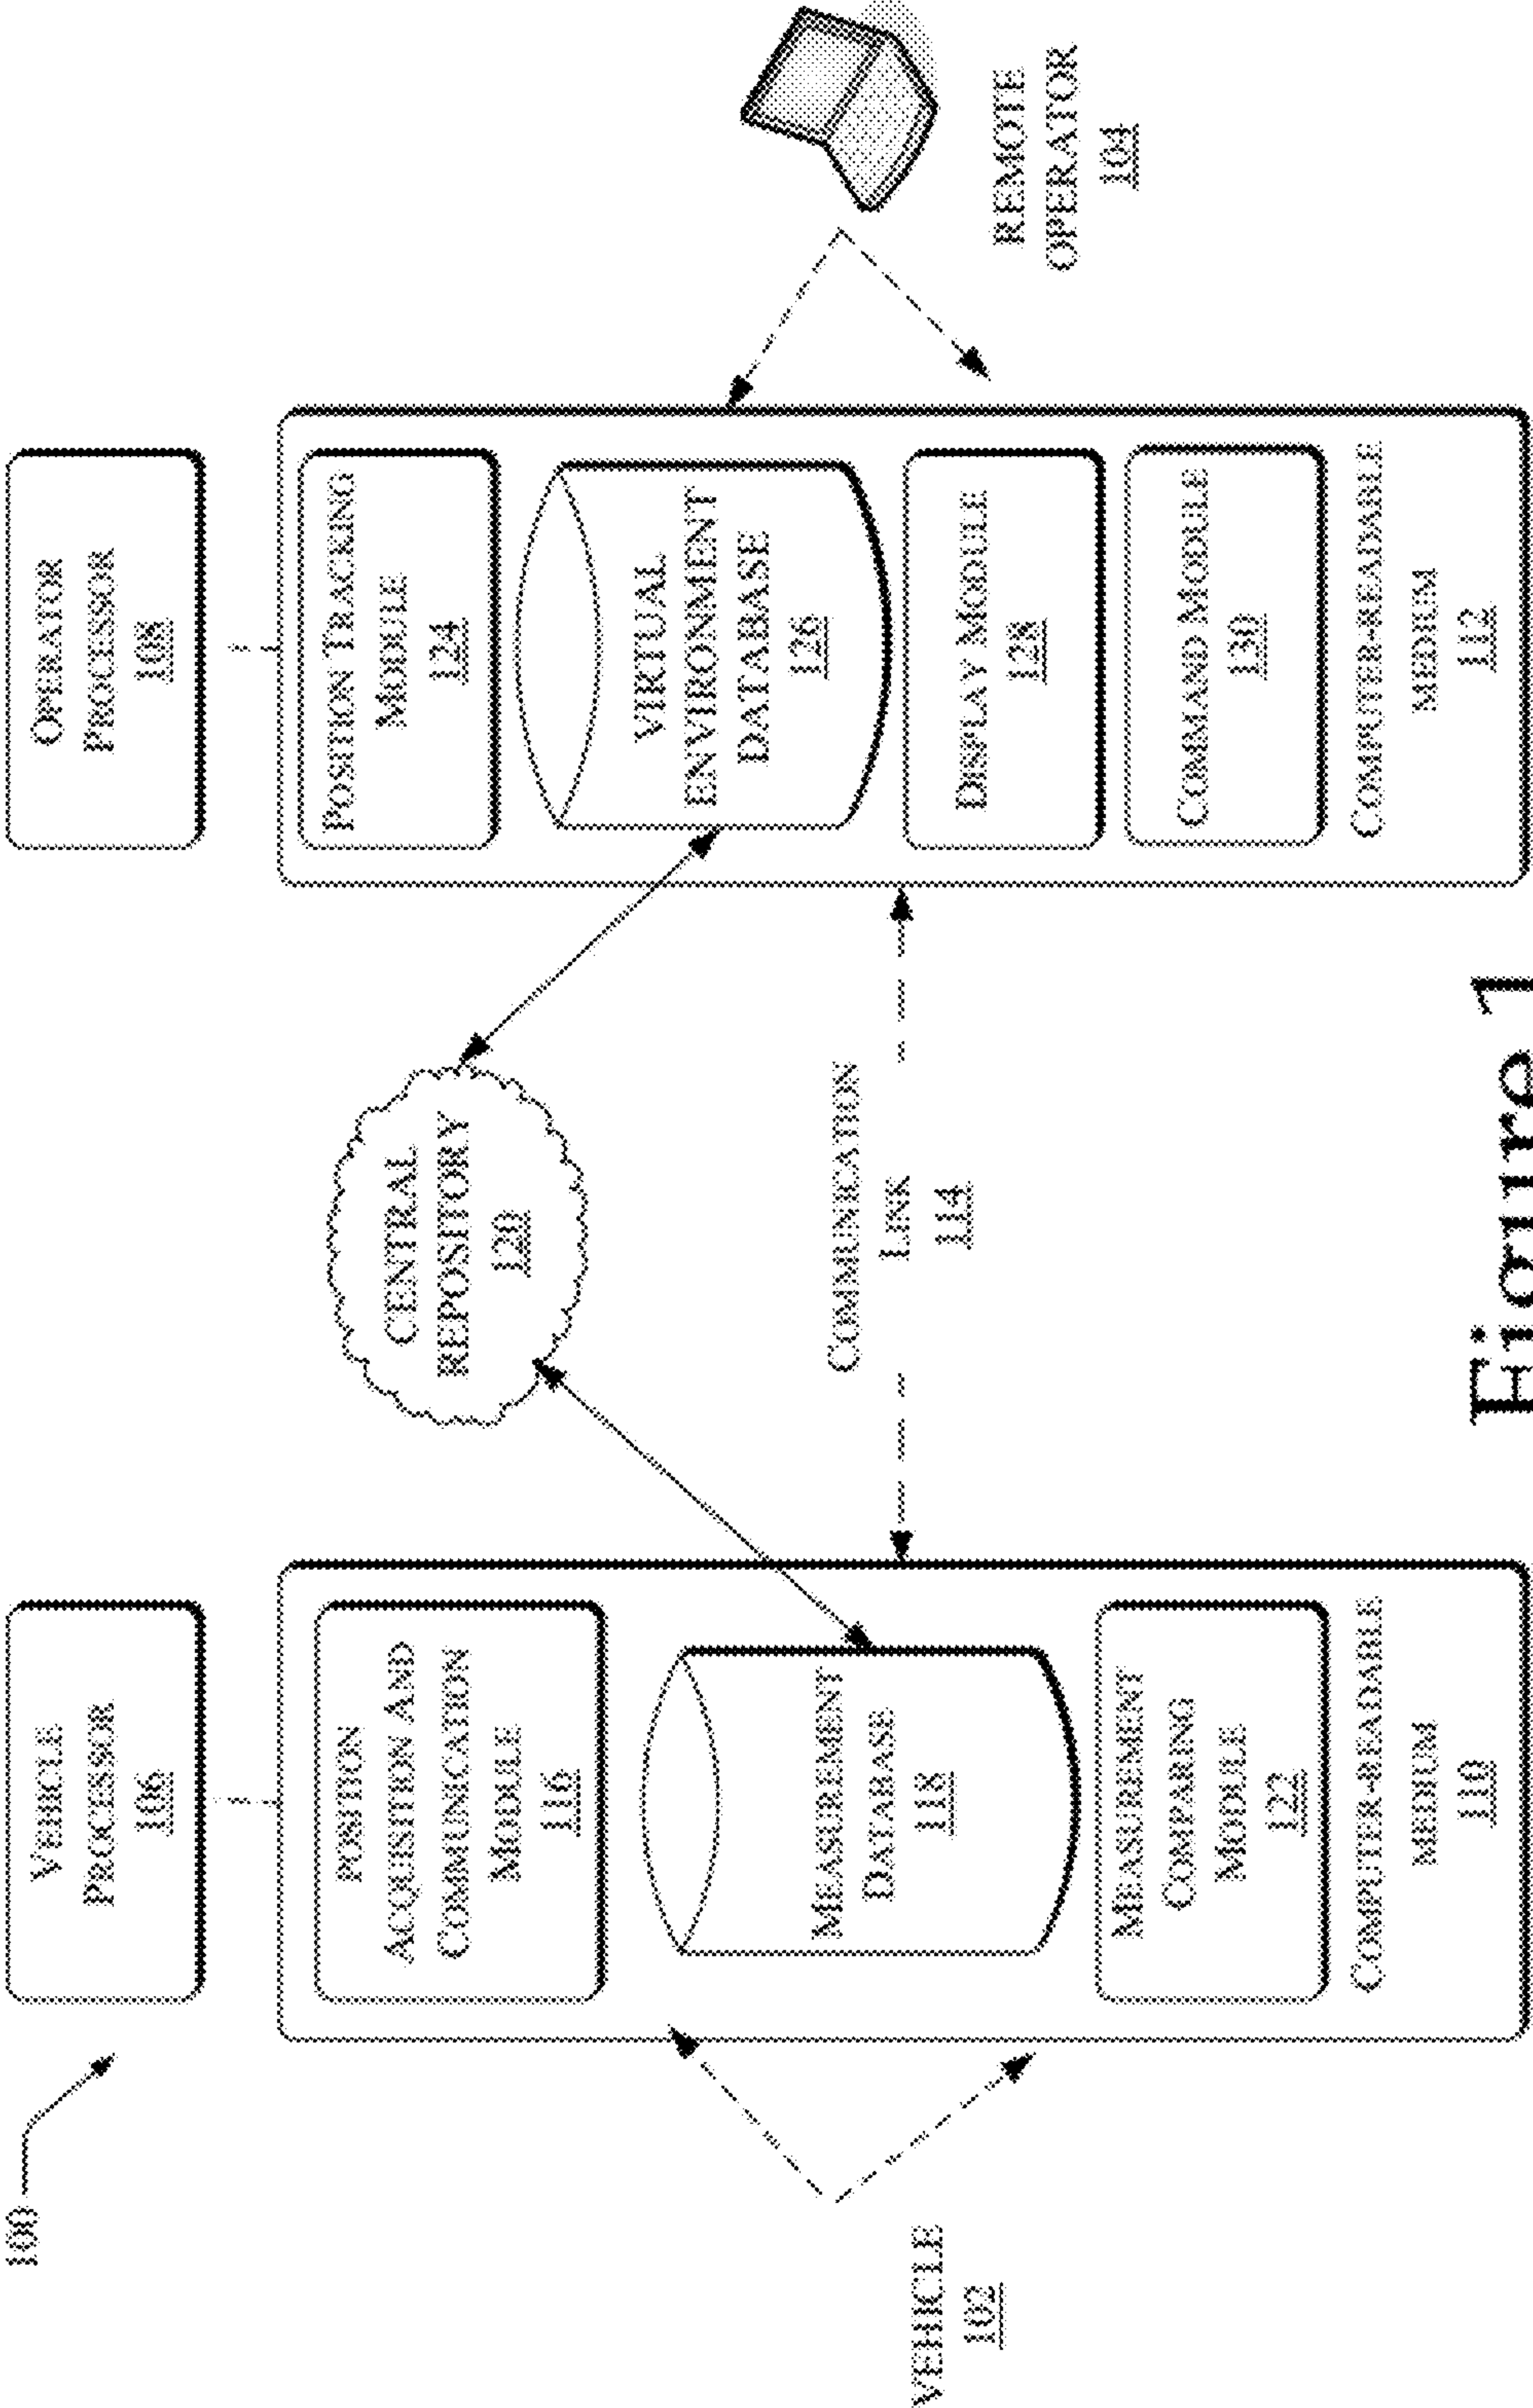 100
VEHICLE
PROCESSOR
106
POSITION
ACQUISITION AND
COMMUNICATION
MODULE
116
MEASUREMENT
DATABASE
118
MEASUREMENT
COMPARING
MODULE
122
COMPUTER-READABLE
MEDIUM
110
VEHICLE
102
CENTRAL
REPOSITORY
120
COMMUNICATION
LINK
114
OPERATOR
PROCESSOR
108
POSITION TRACKING
MODULE
124
VIRTUAL
ENVIRONMENT
DATABASE
126
DISPLAY MODULE
128
COMMAND MODULE
130
COMPUTER-READABLE
MEDIUM
112
REMOTE
OPERATOR
104
Figure 1